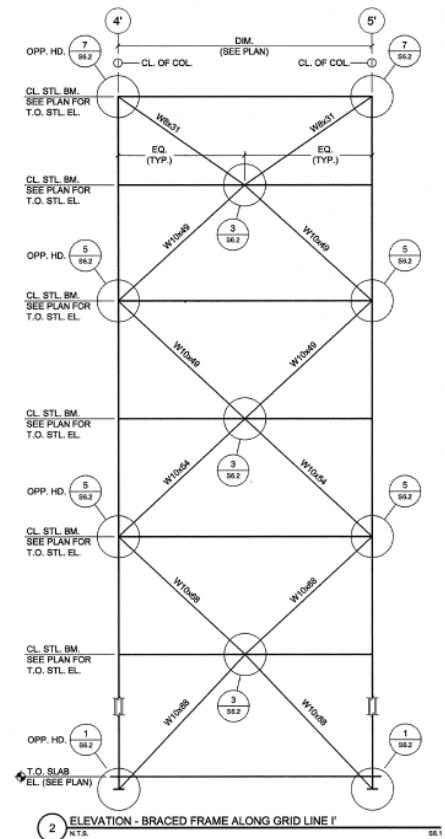 4'
5'
DIM.
(SEE PLAN)
OPP. HD.
7
S6.2
7
S6.2
CL. OF COL.
CL. OF COL.
CL. STL. BM.
SEE PLAN FOR
T.O. STL. EL.
W8x31
W8x31
EQ.
(TYP.)
EQ.
(TYP.)
CL. STL. BM.
SEE PLAN FOR
T.O. STL. EL.
3
S6.2
W10x49
W10x49
OPP. HD.
5
S6.2
5
S6.2
CL. STL. BM.
SEE PLAN FOR
T.O. STL. EL.
W10x49
W10x49
CL. STL. BM.
SEE PLAN FOR
T.O. STL. EL.
3
S6.2
W10x54
W10x54
OPP. HD.
5
S6.2
5
S6.2
CL. STL. BM.
SEE PLAN FOR
T.O. STL. EL.
W10x68
W10x68
CL. STL. BM.
SEE PLAN FOR
T.O. STL. EL.
3
S6.2
W10x88
W10x88
OPP. HD.
1
S6.2
1
S6.2
T.O. SLAB
EL. (SEE PLAN)
2
ELEVATION - BRACED FRAME ALONG GRID LINE I'
N.T.S.
S6.1